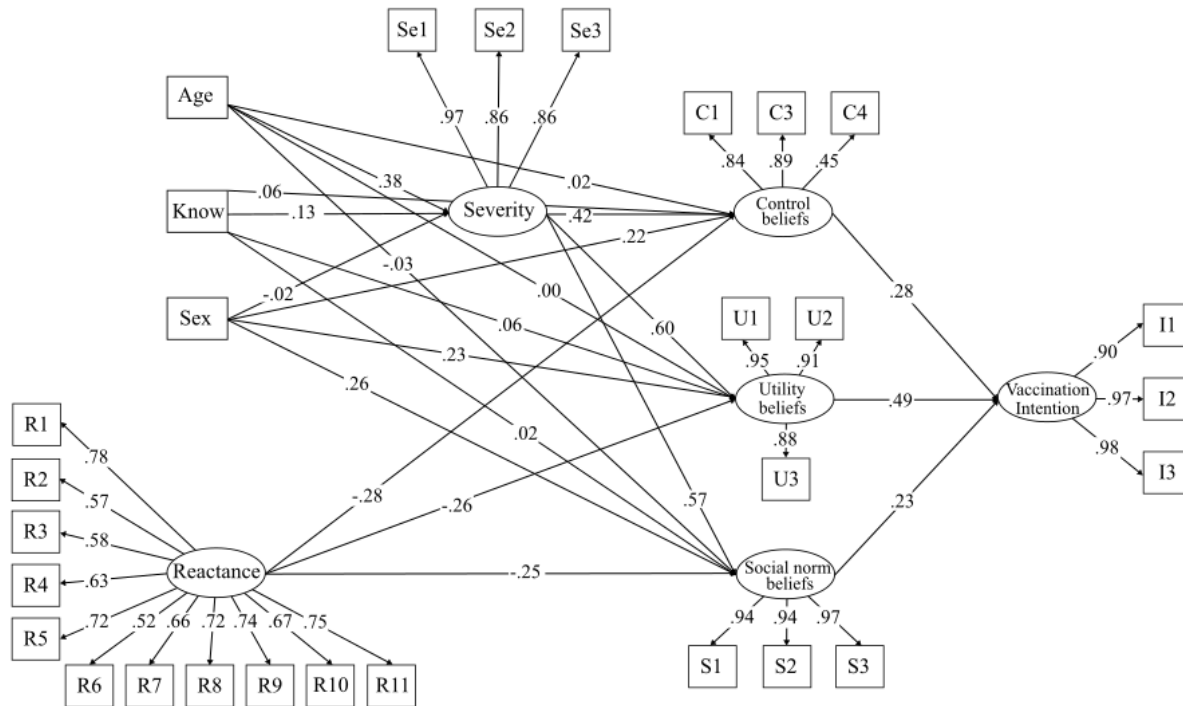 Se1 Se2 Se3
Age
.97 .86 .86
C1 C3 C4
.84 .89 .45
.38 .02
Know
.06
.13
Severity
.42
Control
beliefs
.22
-.03
Sex
-.02
.00
.28
.06
.60
U1 U2
.95 .91
I1
.90
.23
Utility
beliefs
.49
Vaccination
Intention
.97
I2
.26
.88
U3
.98
I3
R1
.78
.02
R2
.57
-.28
-.26
.57
.23
R3
.58
R4
.63
Reactance
-.25
Social norm
beliefs
R5
.72
.52 .66 .72 .74 .67 .75
.94 .94 .97
S1 S2 S3
R6 R7 R8 R9 R10 R11